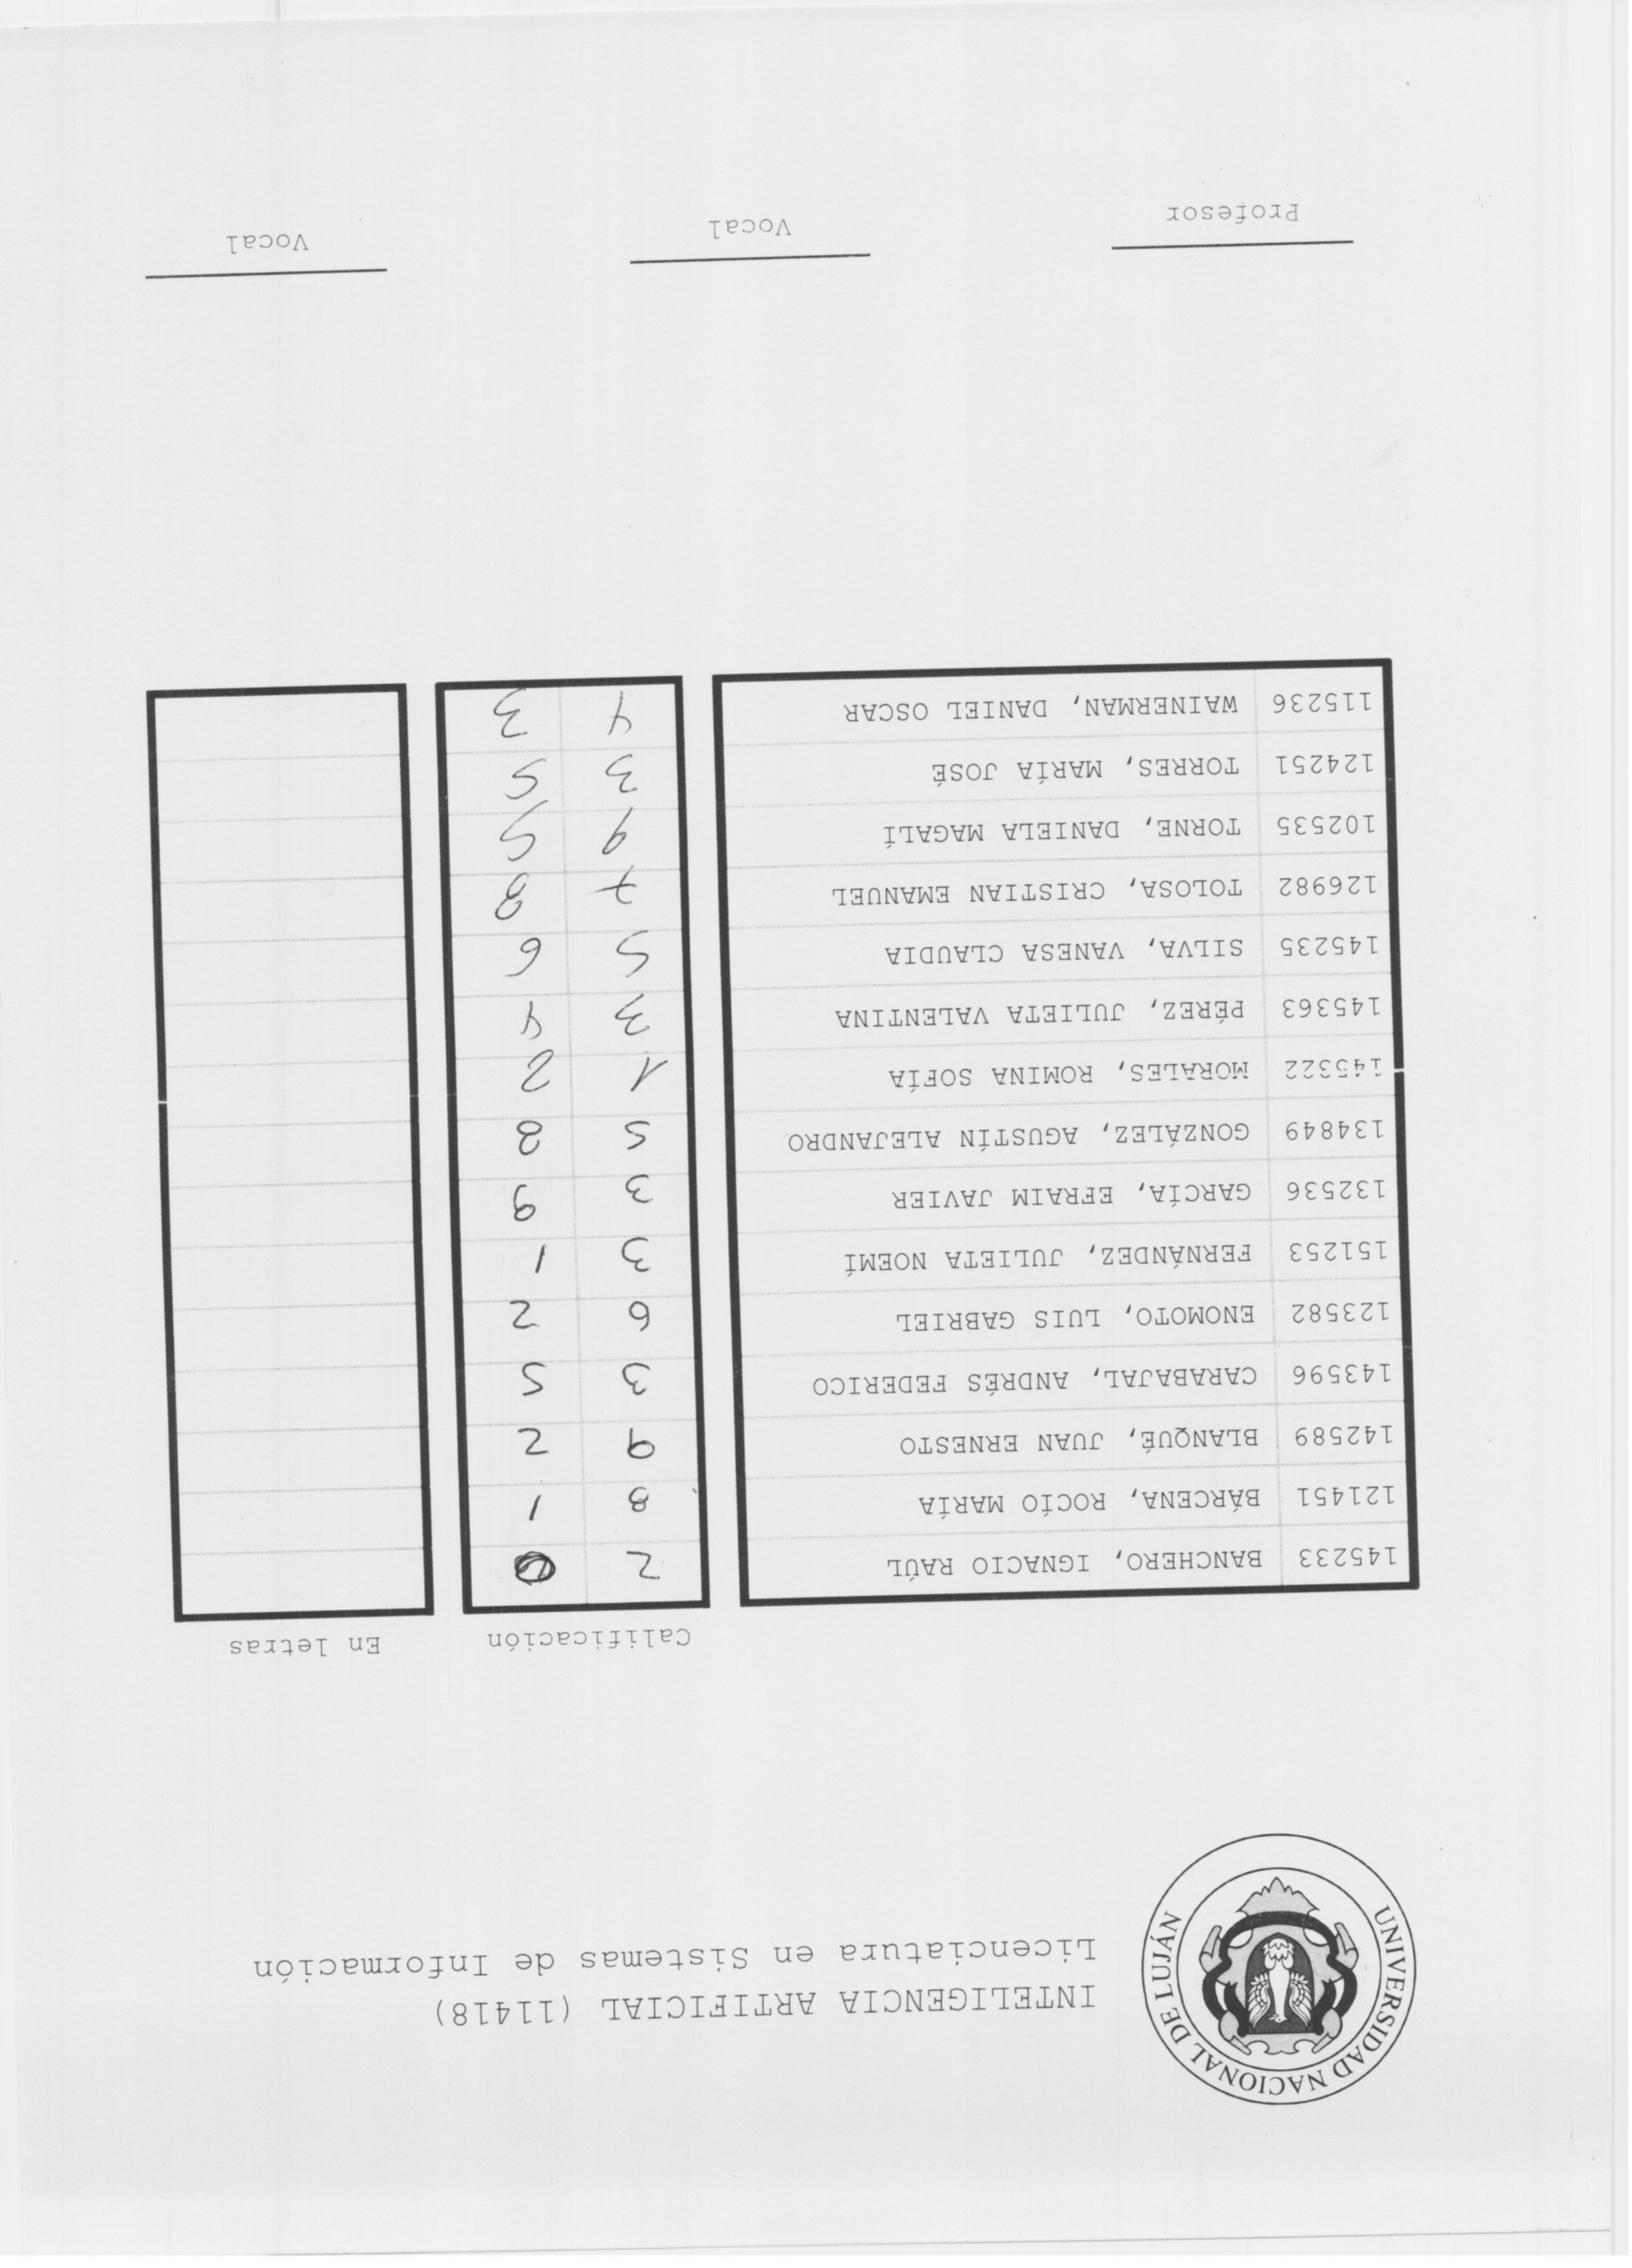 UNIVERSIDAD NACIONAL DE LUJÁN
INTELIGENCIA ARTIFICIAL (11418)
Licenciatura en Sistemas de Información
Calificación En letras
145233 BANCHERO, IGNACIO RAÚL 2
121451 BÁRCENA, ROCÍO MARÍA 8 1
142589 BLANQUÉ, JUAN ERNESTO 9 2
143596 CARABAJAL, ANDRÉS FEDERICO 3 5
123582 ENOMOTO, LUIS GABRIEL 6 2
151253 FERNÁNDEZ, JULIETA NOEMÍ 3 1
132536 GARCÍA, EFRAIM JAVIER 3 9
134849 GONZÁLEZ, AGUSTÍN ALEJANDRO 5 8
145322 MORALES, ROMINA SOFÍA 1 2
145363 PÉREZ, JULIETA VALENTINA 3 4
145235 SILVA, VANESA CLAUDIA 5 6
126982 TOLOSA, CRISTIAN EMANUEL 7 8
102535 TORNE, DANIELA MAGALÍ 9 5
124251 TORRES, MARÍA JOSÉ 3 5
115236 WAINERMAN, DANIEL OSCAR 4 3
Profesor Vocal Vocal